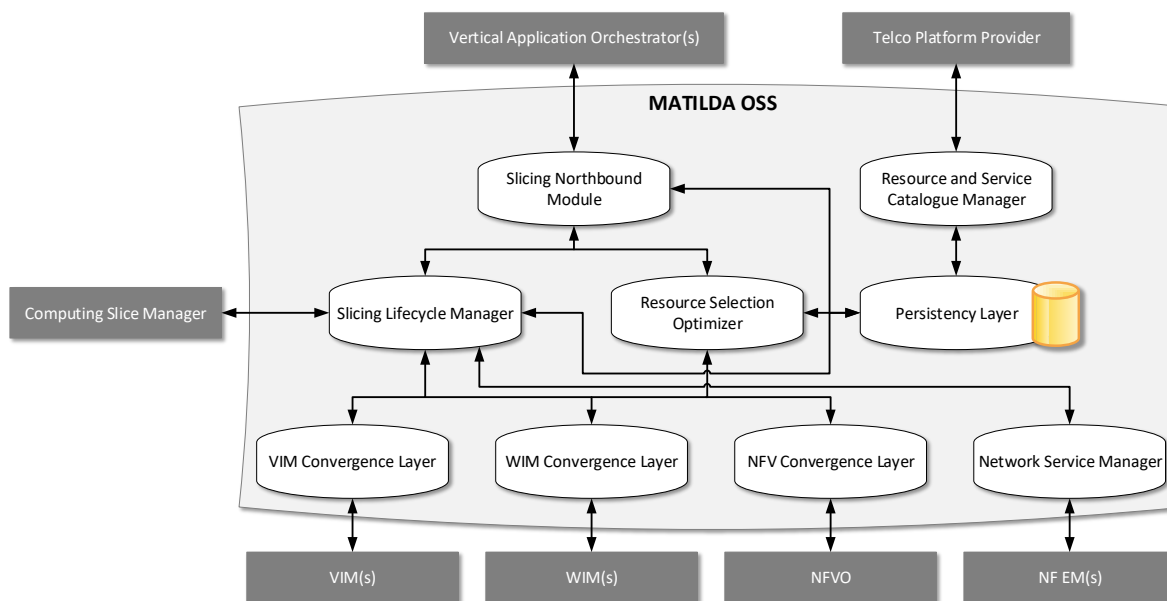 Vertical Application Orchestrator(s)
Telco Platform Provider
MATILDA OSS
Slicing Northbound
Module
Resource and Service
Catalogue Manager
Computing Slice Manager
Slicing Lifecycle Manager
Resource Selection
Optimizer
Persistency Layer
VIM Convergence Layer
WIM Convergence Layer
NFV Convergence Layer
Network Service Manager
VIM(s)
WIM(s)
NFVO
NF EM(s)